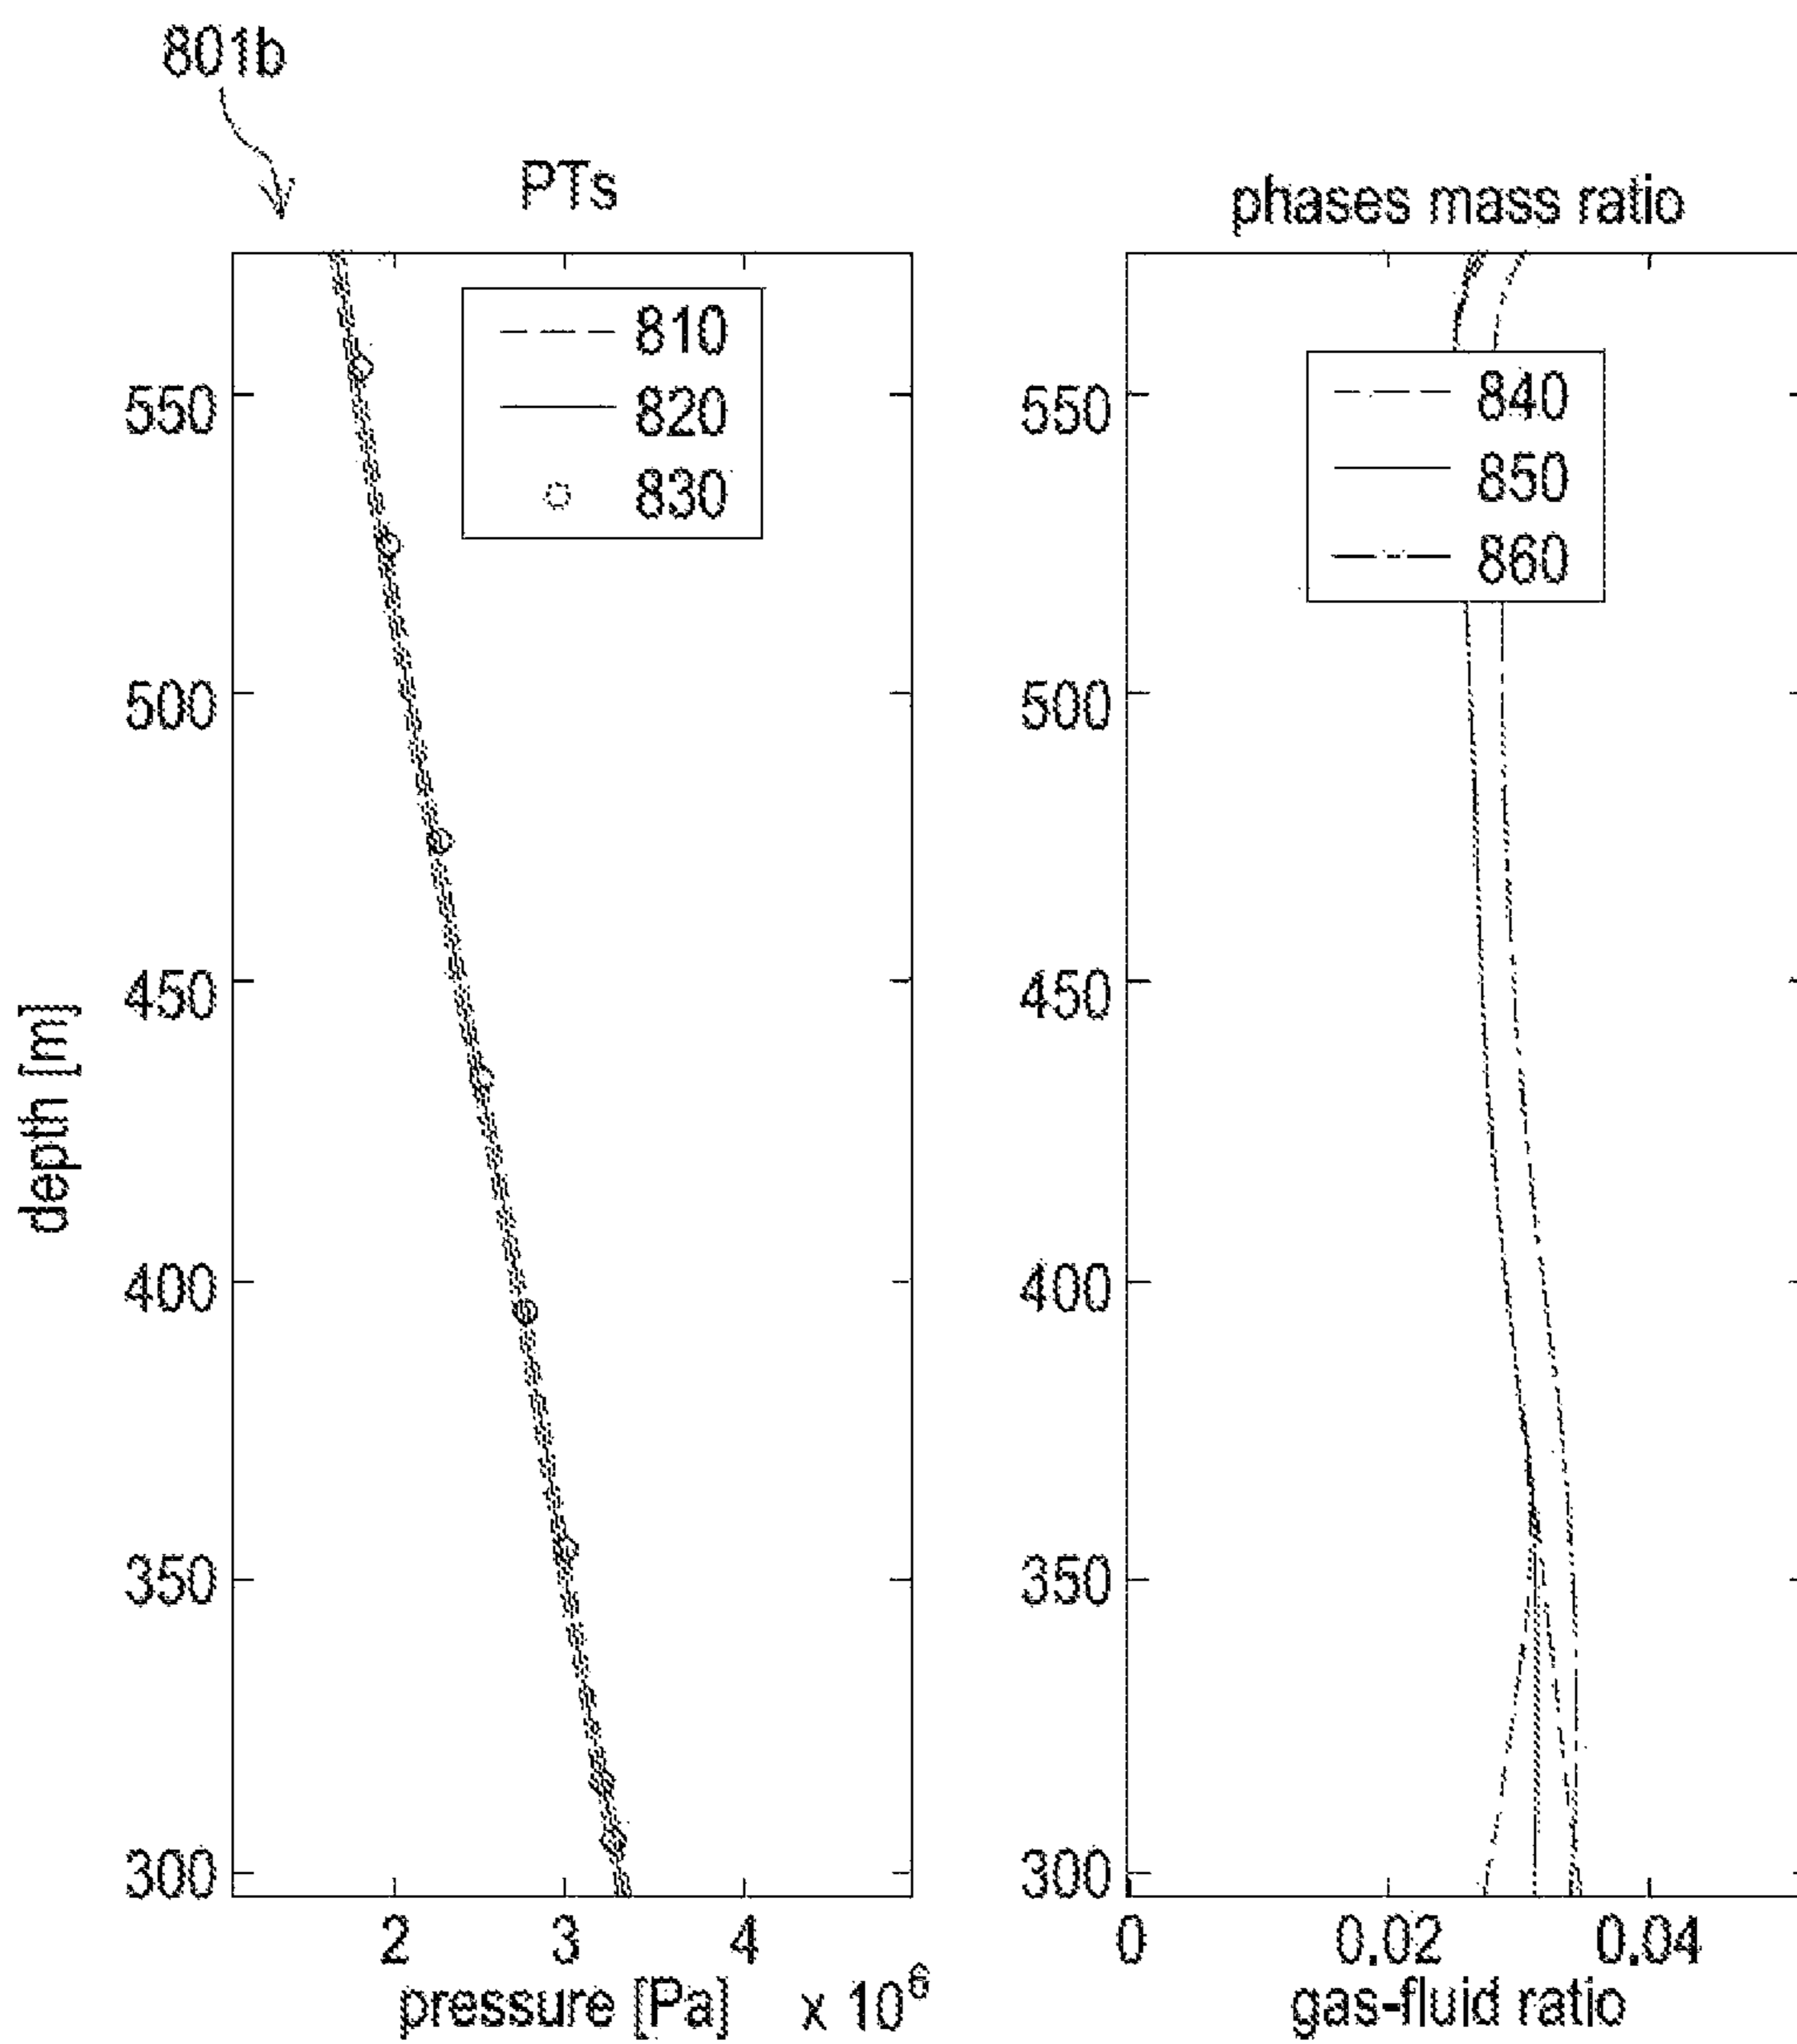 801b
PTs
810
820
830
550
500
450
400
350
300
depth [m]
2 3 4
pressure [Pa] x 10⁶
phases mass ratio
840
850
860
550
500
450
400
350
300
0 0.02 0.04
gas-fluid ratio